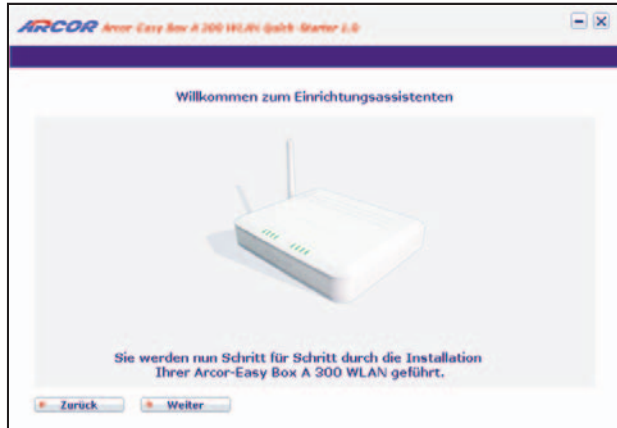 ARCOR Arcor-Easy Box A 300 WLAN Quick-Starter 1.0
Willkommen zum Einrichtungsassistenten
Sie werden nun Schritt für Schritt durch die Installation
Ihrer Arcor-Easy Box A 300 WLAN geführt.
Zurück Weiter